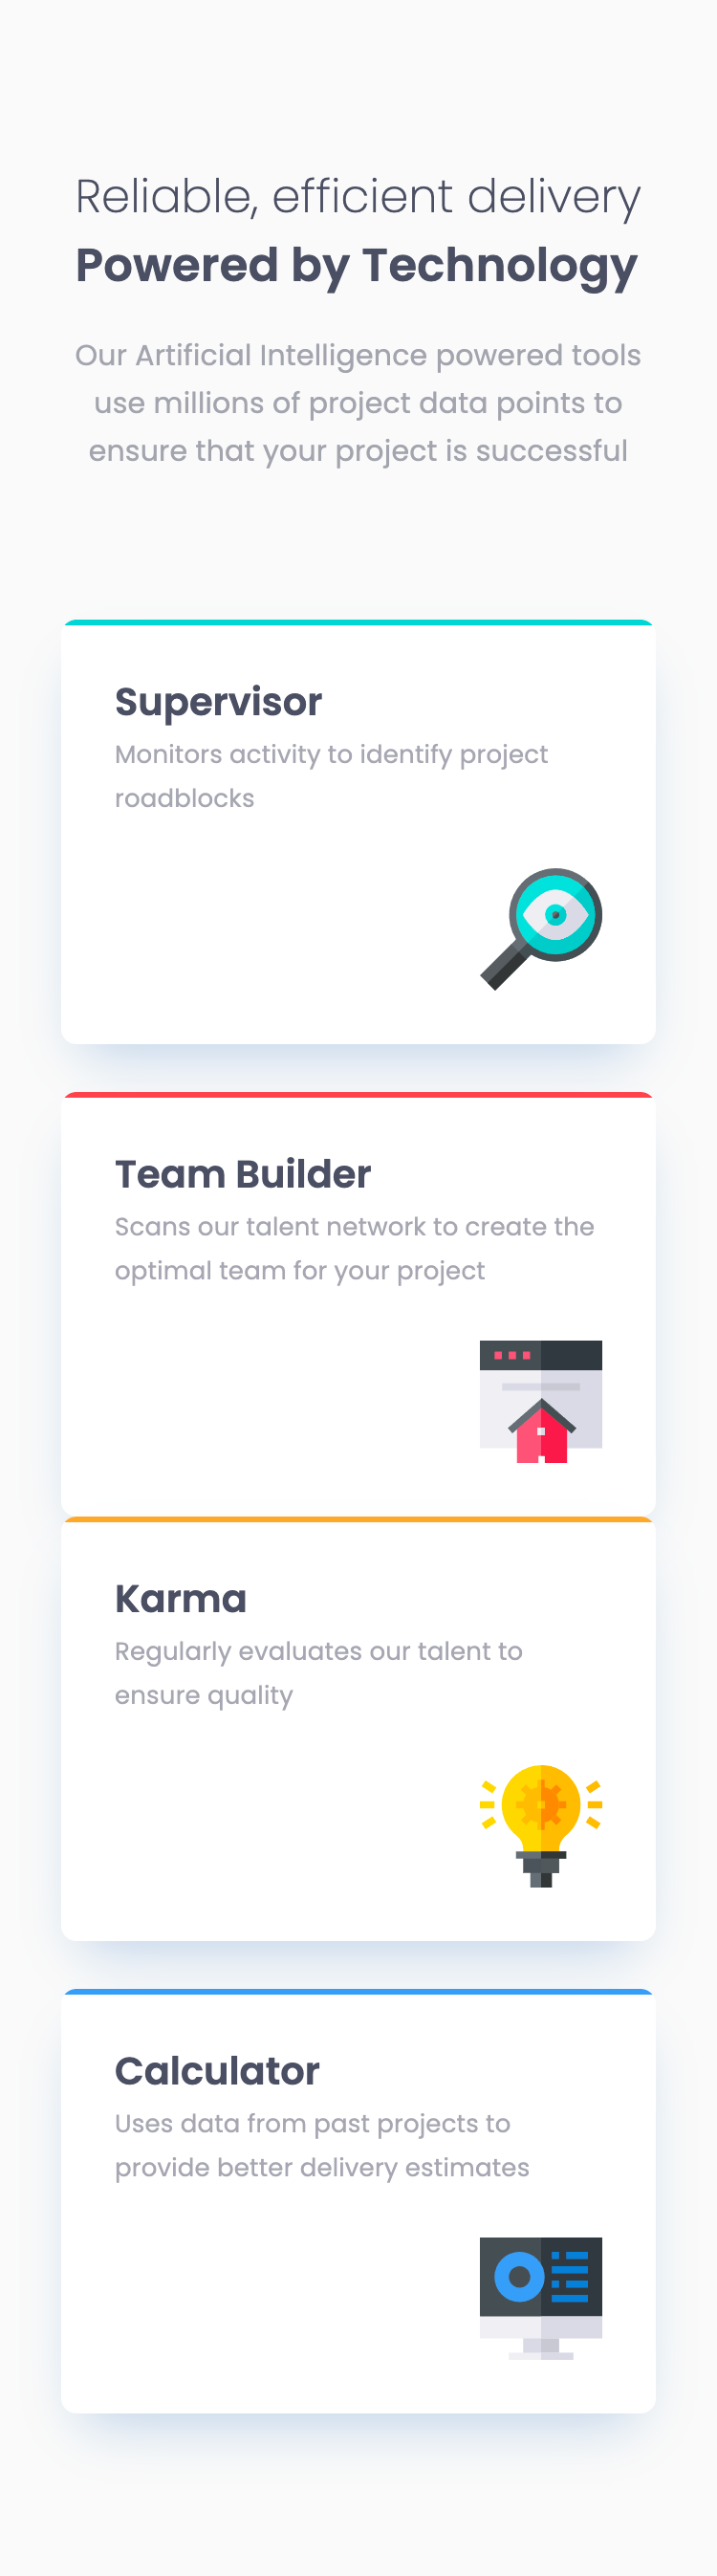 Reliable, efficient delivery
Powered by Technology
Our Artificial Intelligence powered tools
use millions of project data points to
ensure that your project is successful
Supervisor
Monitors activity to identify project
roadblocks
Team Builder
Scans our talent network to create the
optimal team for your project
Karma
Regularly evaluates our talent to
ensure quality
Calculator
Uses data from past projects to
provide better delivery estimates